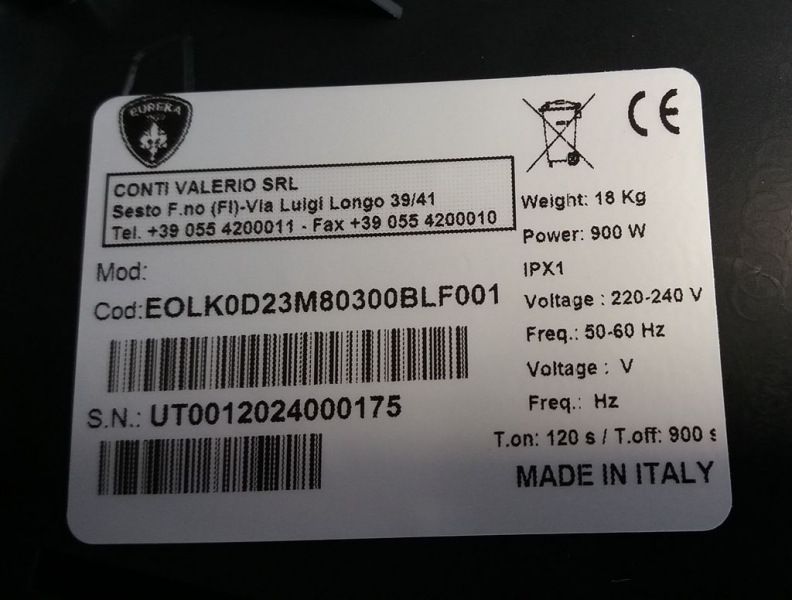 EUREKA
CONTI VALERIO SRL
Sesto F.no (FI)-Via Luigi Longo 39/41
Tel. +39 055 4200011 - Fax +39 055 4200010
Mod:
Cod:EOLK0D23M80300BLF001
S.N.: UT0012024000175
CE
Weight: 18 Kg
Power: 900 W
IPX1
Voltage : 220-240 V
Freq.: 50-60 Hz
Voltage : V
Freq.: Hz
T.on: 120 s / T.off: 900 s
MADE IN ITALY